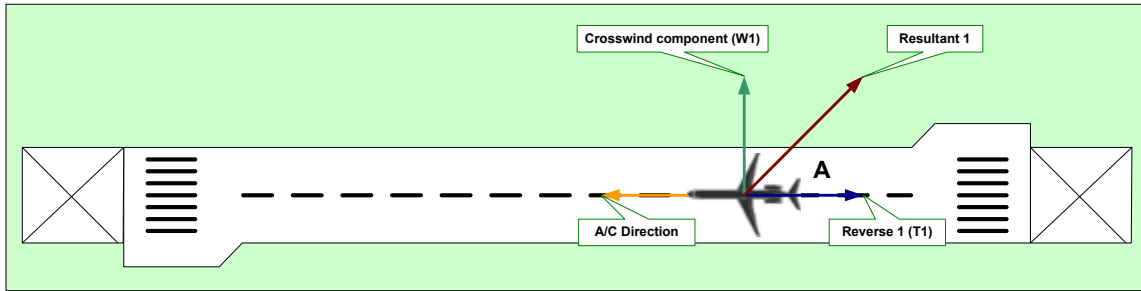 Crosswind component (W1)
Resultant 1
A
A/C Direction
Reverse 1 (T1)